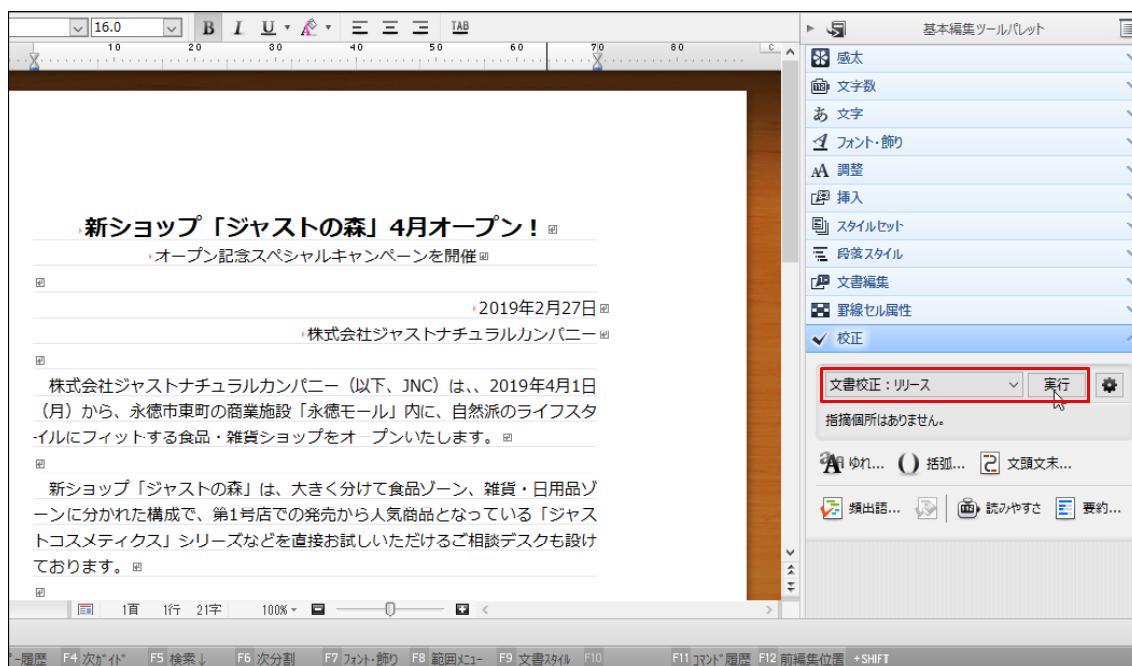 16.0 B I U TAB
10 20 30 40 50 60 70 80 C
新ショップ「ジャストの森」4月オープン！
オープン記念スペシャルキャンペーンを開催
2019年2月27日
株式会社ジャストナチュラルカンパニー
株式会社ジャストナチュラルカンパニー（以下、JNC）は、、2019年4月1日
（月）から、永徳市東町の商業施設「永徳モール」内に、自然派のライフスタ
イルにフィットする食品・雑貨ショップをオープンいたします。
新ショップ「ジャストの森」は、大きく分けて食品ゾーン、雑貨・日用品ゾ
ーンに分かれた構成で、第1号店での発売から人気商品となっている「ジャス
トコスメティクス」シリーズなどを直接お試しいただけるご相談デスクも設け
ております。
1頁 1行 21字 100%
基本編集ツールパレット
感太
文字数
あ 文字
フォント・飾り
AA 調整
挿入
スタイルセット
段落スタイル
文書編集
罫線セル属性
校正
文書校正：リリース 実行
指摘個所はありません。
ゆれ... 括弧... 文頭文末...
頻出語... 読みやすさ 要約...
ﾋﾟｰ履歴 F4 次ｶﾞｲﾄﾞ F5 検索↓ F6 次分割 F7 ﾌｫﾝﾄ･飾り F8 範囲ﾒﾆｭｰ F9 文書ｽﾀｲﾙ F10 F11 ｺﾏﾝﾄﾞ履歴 F12 前編集位置 +SHIFT